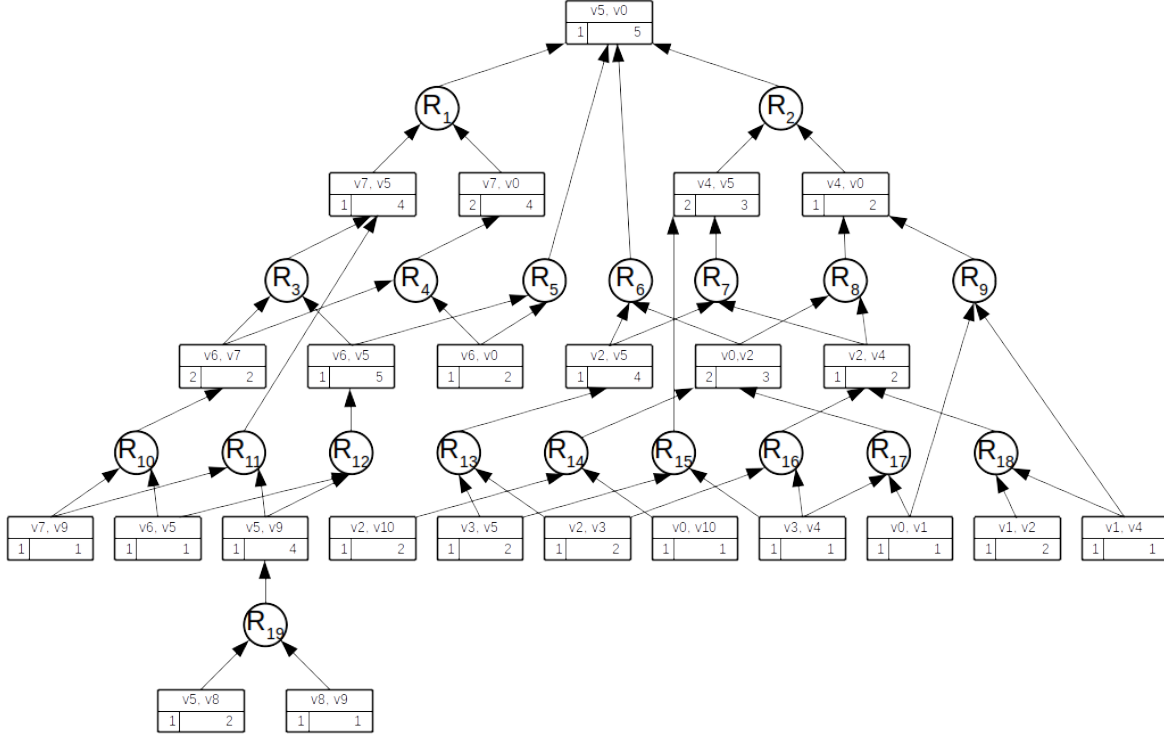 v5, v0
1 5
R1
R2
v7, v5
1 4
v7, v0
2 4
v4, v5
2 3
v4, v0
1 2
R3
R4
R5
R6
R7
R8
R9
v6, v7
2 2
v6, v5
1 5
v6, v0
1 2
v2, v5
1 4
v0,v2
2 3
v2, v4
1 2
R10
R11
R12
R13
R14
R15
R16
R17
R18
v7, v9
1 1
v6, v5
1 1
v5, v9
1 4
v2, v10
1 2
v3, v5
1 2
v2, v3
1 2
v0, v10
1 1
v3, v4
1 1
v0, v1
1 1
v1, v2
1 2
v1, v4
1 1
R19
v5, v8
1 2
v8, v9
1 1